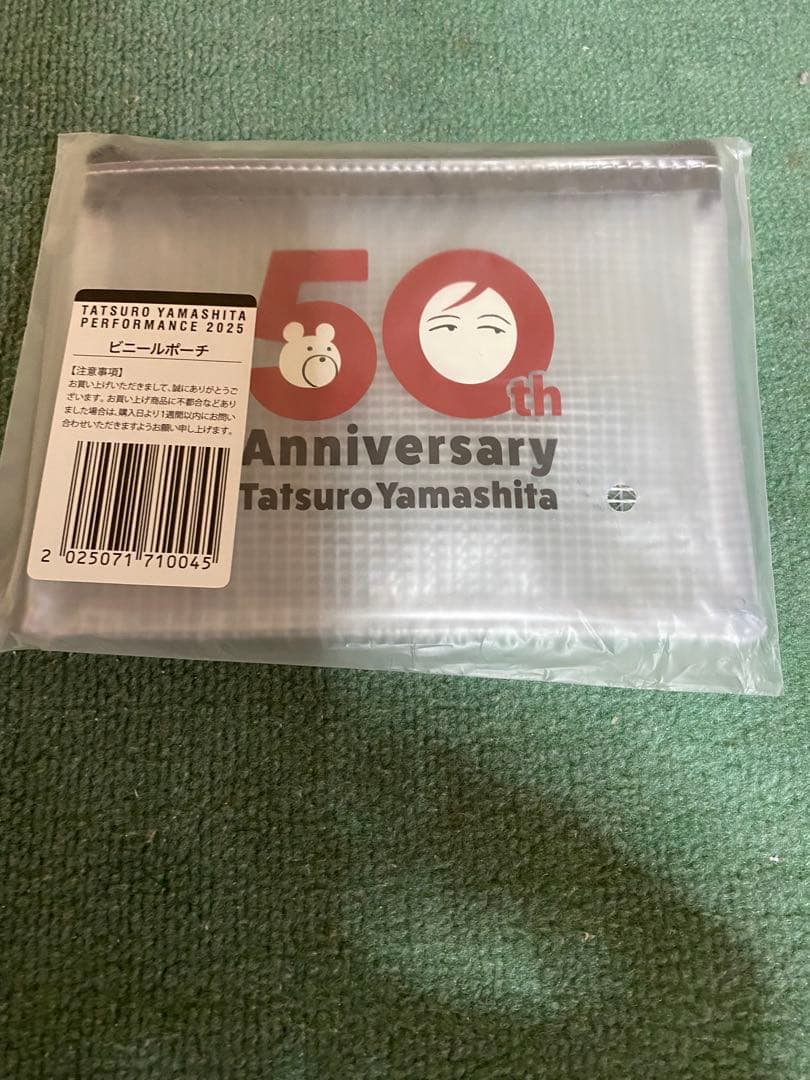 50th
Anniversary
Tatsuro Yamashita
TATSURO YAMASHITA
PERFORMANCE 2025
ビニールポーチ
【注意事項】
お買い上げいただきまして、誠にありがとうご
ざいます。お買い上げ商品に不都合などあり
ました場合は、購入日より1週間以内にお問い
合わせいただきますようお願い申し上げます。
2 025071 710045